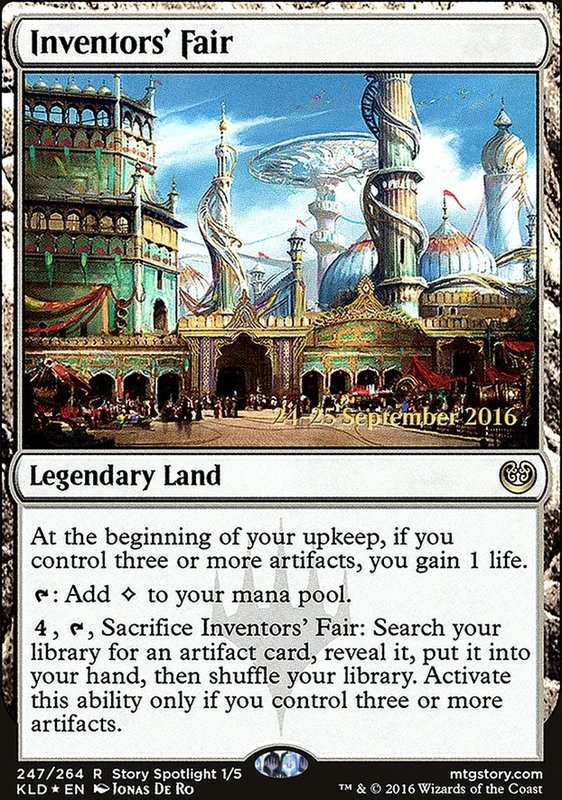 Inventors' Fair
24-25 September 2016
Legendary Land
At the beginning of your upkeep, if you
control three or more artifacts, you gain 1 life.
: Add to your mana pool.
4, , Sacrifice Inventors' Fair: Search your
library for an artifact card, reveal it, put it into
your hand, then shuffle your library. Activate
this ability only if you control three or more
artifacts.
247/264 R Story Spotlight 1/5
KLD ★ EN Jonas De Ro
mtgstory.com
™ & © 2016 Wizards of the Coast